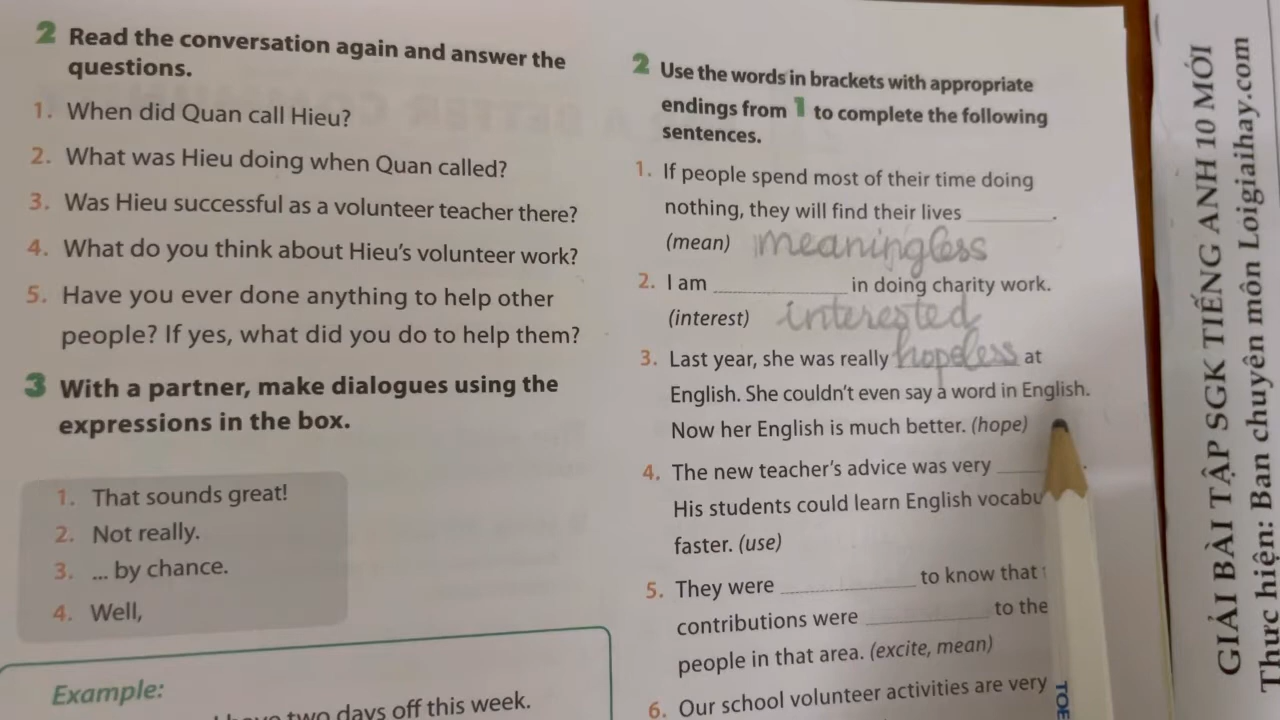 2 Read the conversation again and answer the
questions.
1. When did Quan call Hieu?
2. What was Hieu doing when Quan called?
3. Was Hieu successful as a volunteer teacher there?
4. What do you think about Hieu's volunteer work?
5. Have you ever done anything to help other
people? If yes, what did you do to help them?
3 With a partner, make dialogues using the
expressions in the box.
1. That sounds great!
2. Not really.
3. ... by chance.
4. Well,
Example:
two days off this week.
2 Use the words in brackets with appropriate
endings from 1 to complete the following
sentences.
1. If people spend most of their time doing
nothing, they will find their lives ________.
(mean) meaningless
2. I am ____________ in doing charity work.
(interest) interested
3. Last year, she was really hopeless at
English. She couldn't even say a word in English.
Now her English is much better. (hope)
4. The new teacher's advice was very ____.
His students could learn English
faster. (use)
5. They were ____________ to know that
contributions were ___________ to the
people in that area. (excite, mean)
6. Our school volunteer activities are very
GIẢI BÀI TẬP SGK TIẾNG ANH 10 MỚI
Thực hiện: Ban chuyên môn Loigiaihay.com